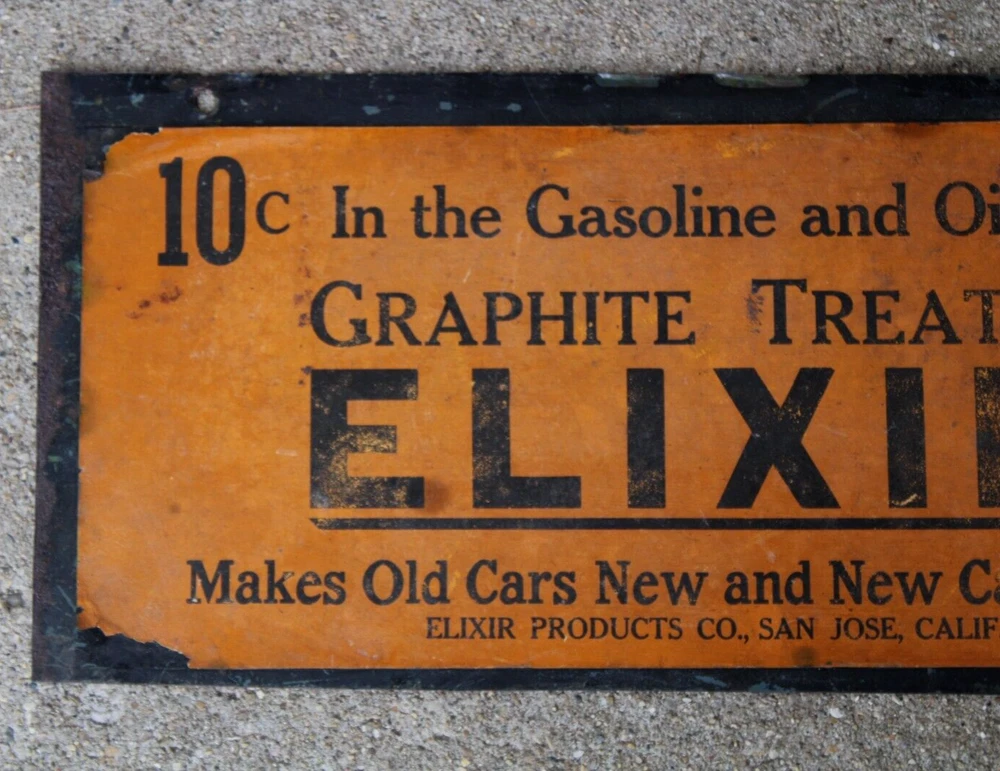 10c In the Gasoline and Oi
GRAPHITE TREAT
ELIXI
Makes Old Cars New and New Ca
ELIXIR PRODUCTS CO., SAN JOSE, CALIF